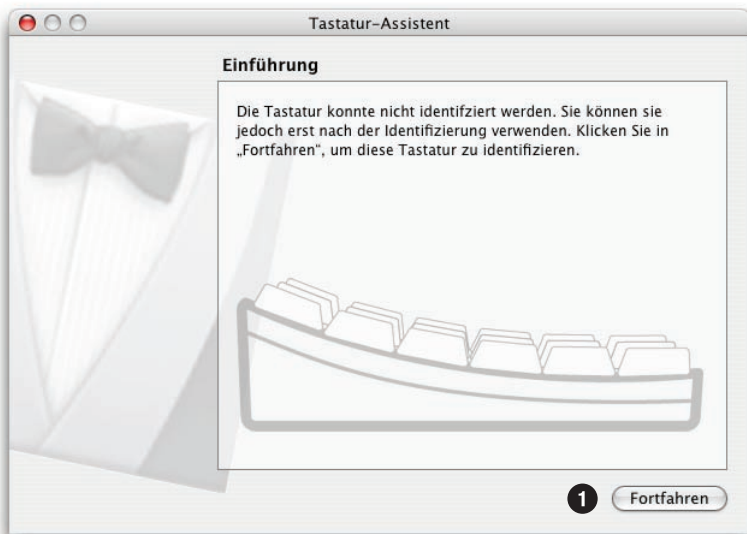 Tastatur-Assistent
Einführung
Die Tastatur konnte nicht identifziert werden. Sie können sie
jedoch erst nach der Identifizierung verwenden. Klicken Sie in
„Fortfahren“, um diese Tastatur zu identifizieren.
1 Fortfahren